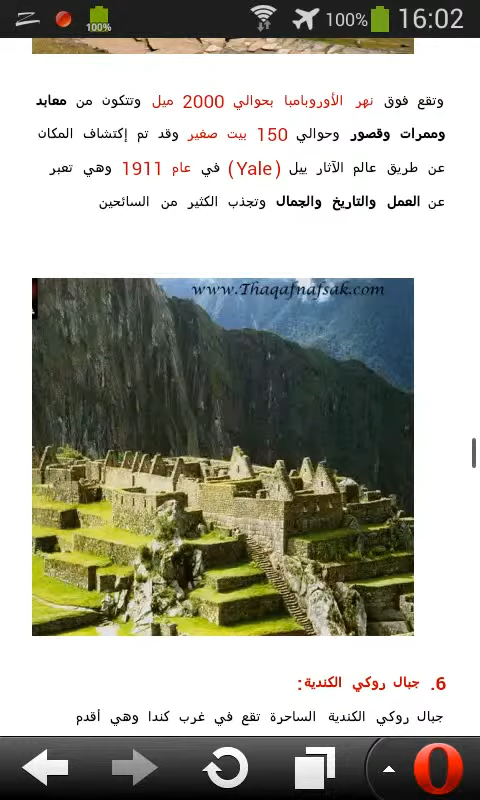 100%
100%
16:02
وتقع فوق نهر الأوروبامبا بحوالي 2000 ميل وتتكون من معابد
وممرات وقصور وحوالي 150 بيت صغير وقد تم إكتشاف المكان
عن طريق عالم الآثار ييل (Yale) في عام 1911 وهي تعبر
عن العمل والتاريخ والجمال وتجذب الكثير من السائحين
www.Thaqafnafsak.com
6. جبال روكي الكندية:
جبال روكي الكندية الساحرة تقع في غرب كندا وهي أقدم